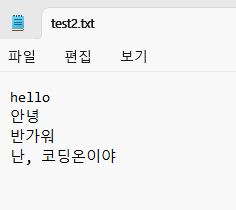 test2.txt
파일 편집 보기
hello
안녕
반가워
난, 코딩온이야